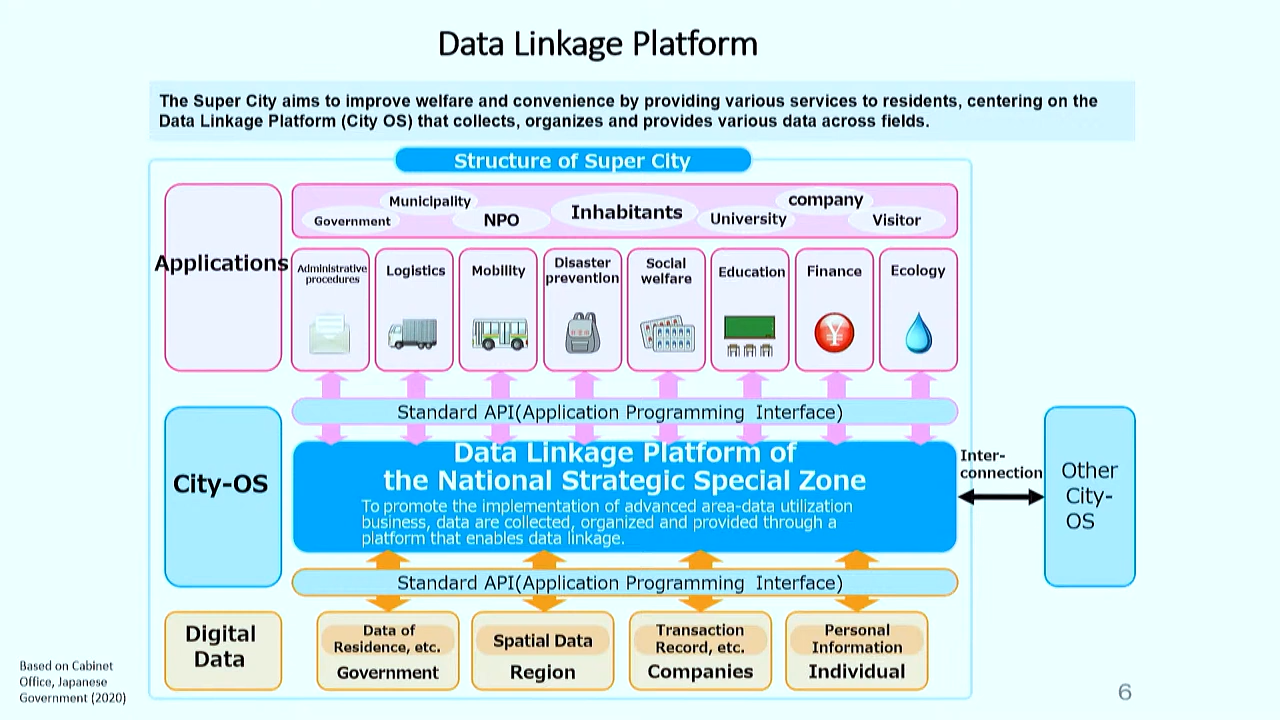 Data Linkage Platform
The Super City aims to improve welfare and convenience by providing various services to residents, centering on the
Data Linkage Platform (City OS) that collects, organizes and provides various data across fields.
Structure of Super City
Applications
Government
Municipality
NPO
Inhabitants
University
company
Visitor
Administrative
procedures
Logistics
Mobility
Disaster
prevention
Social
welfare
Education
Finance
Ecology
Standard API(Application Programming Interface)
City-OS
Data Linkage Platform of
the National Strategic Special Zone
To promote the implementation of advanced area-data utilization
business, data are collected, organized and provided through a
platform that enables data linkage.
Inter-
connection
Other
City-
OS
Standard API(Application Programming Interface)
Digital
Data
Data of
Residence, etc.
Government
Spatial Data
Region
Transaction
Record, etc.
Companies
Personal
Information
Individual
Based on Cabinet
Office, Japanese
Government (2020)
6